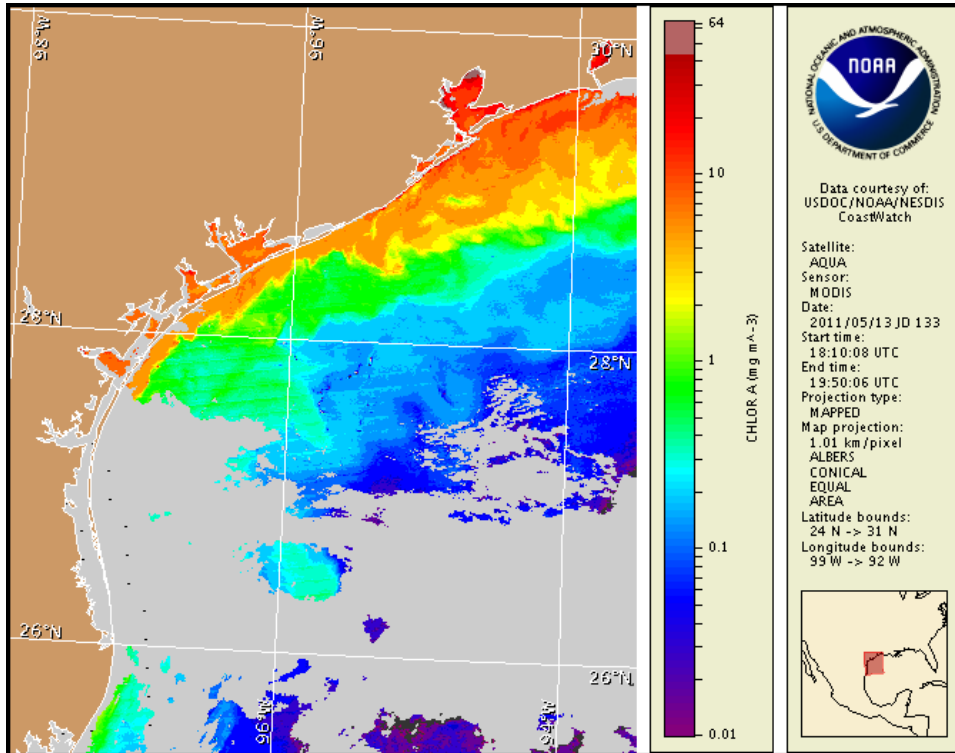 98°W
96°W
30°N
28°N
28°N
26°N
26°N
96°W
94°W
64
10
1
0.1
0.01
CHLOR A (mg m^-3)
NATIONAL OCEANIC AND ATMOSPHERIC ADMINISTRATION
NOAA
U.S. DEPARTMENT OF COMMERCE
Data courtesy of:
USDOC/NOAA/NESDIS
CoastWatch
Satellite:
AQUA
Sensor:
MODIS
Date:
2011/05/13 JD 133
Start time:
18:10:08 UTC
End time:
19:50:06 UTC
Projection type:
MAPPED
Map projection:
1.01 km/pixel
ALBERS
CONICAL
EQUAL
AREA
Latitude bounds:
24 N -> 31 N
Longitude bounds:
99 W -> 92 W